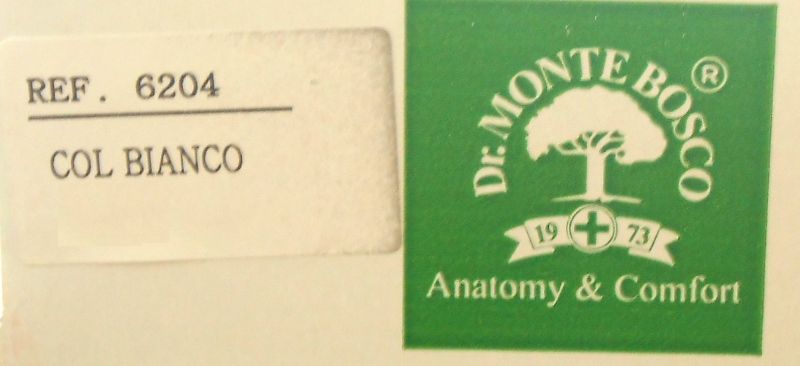 REF. 6204
COL BIANCO
Dr. MONTE BOSCO ®
19 73
Anatomy & Comfort